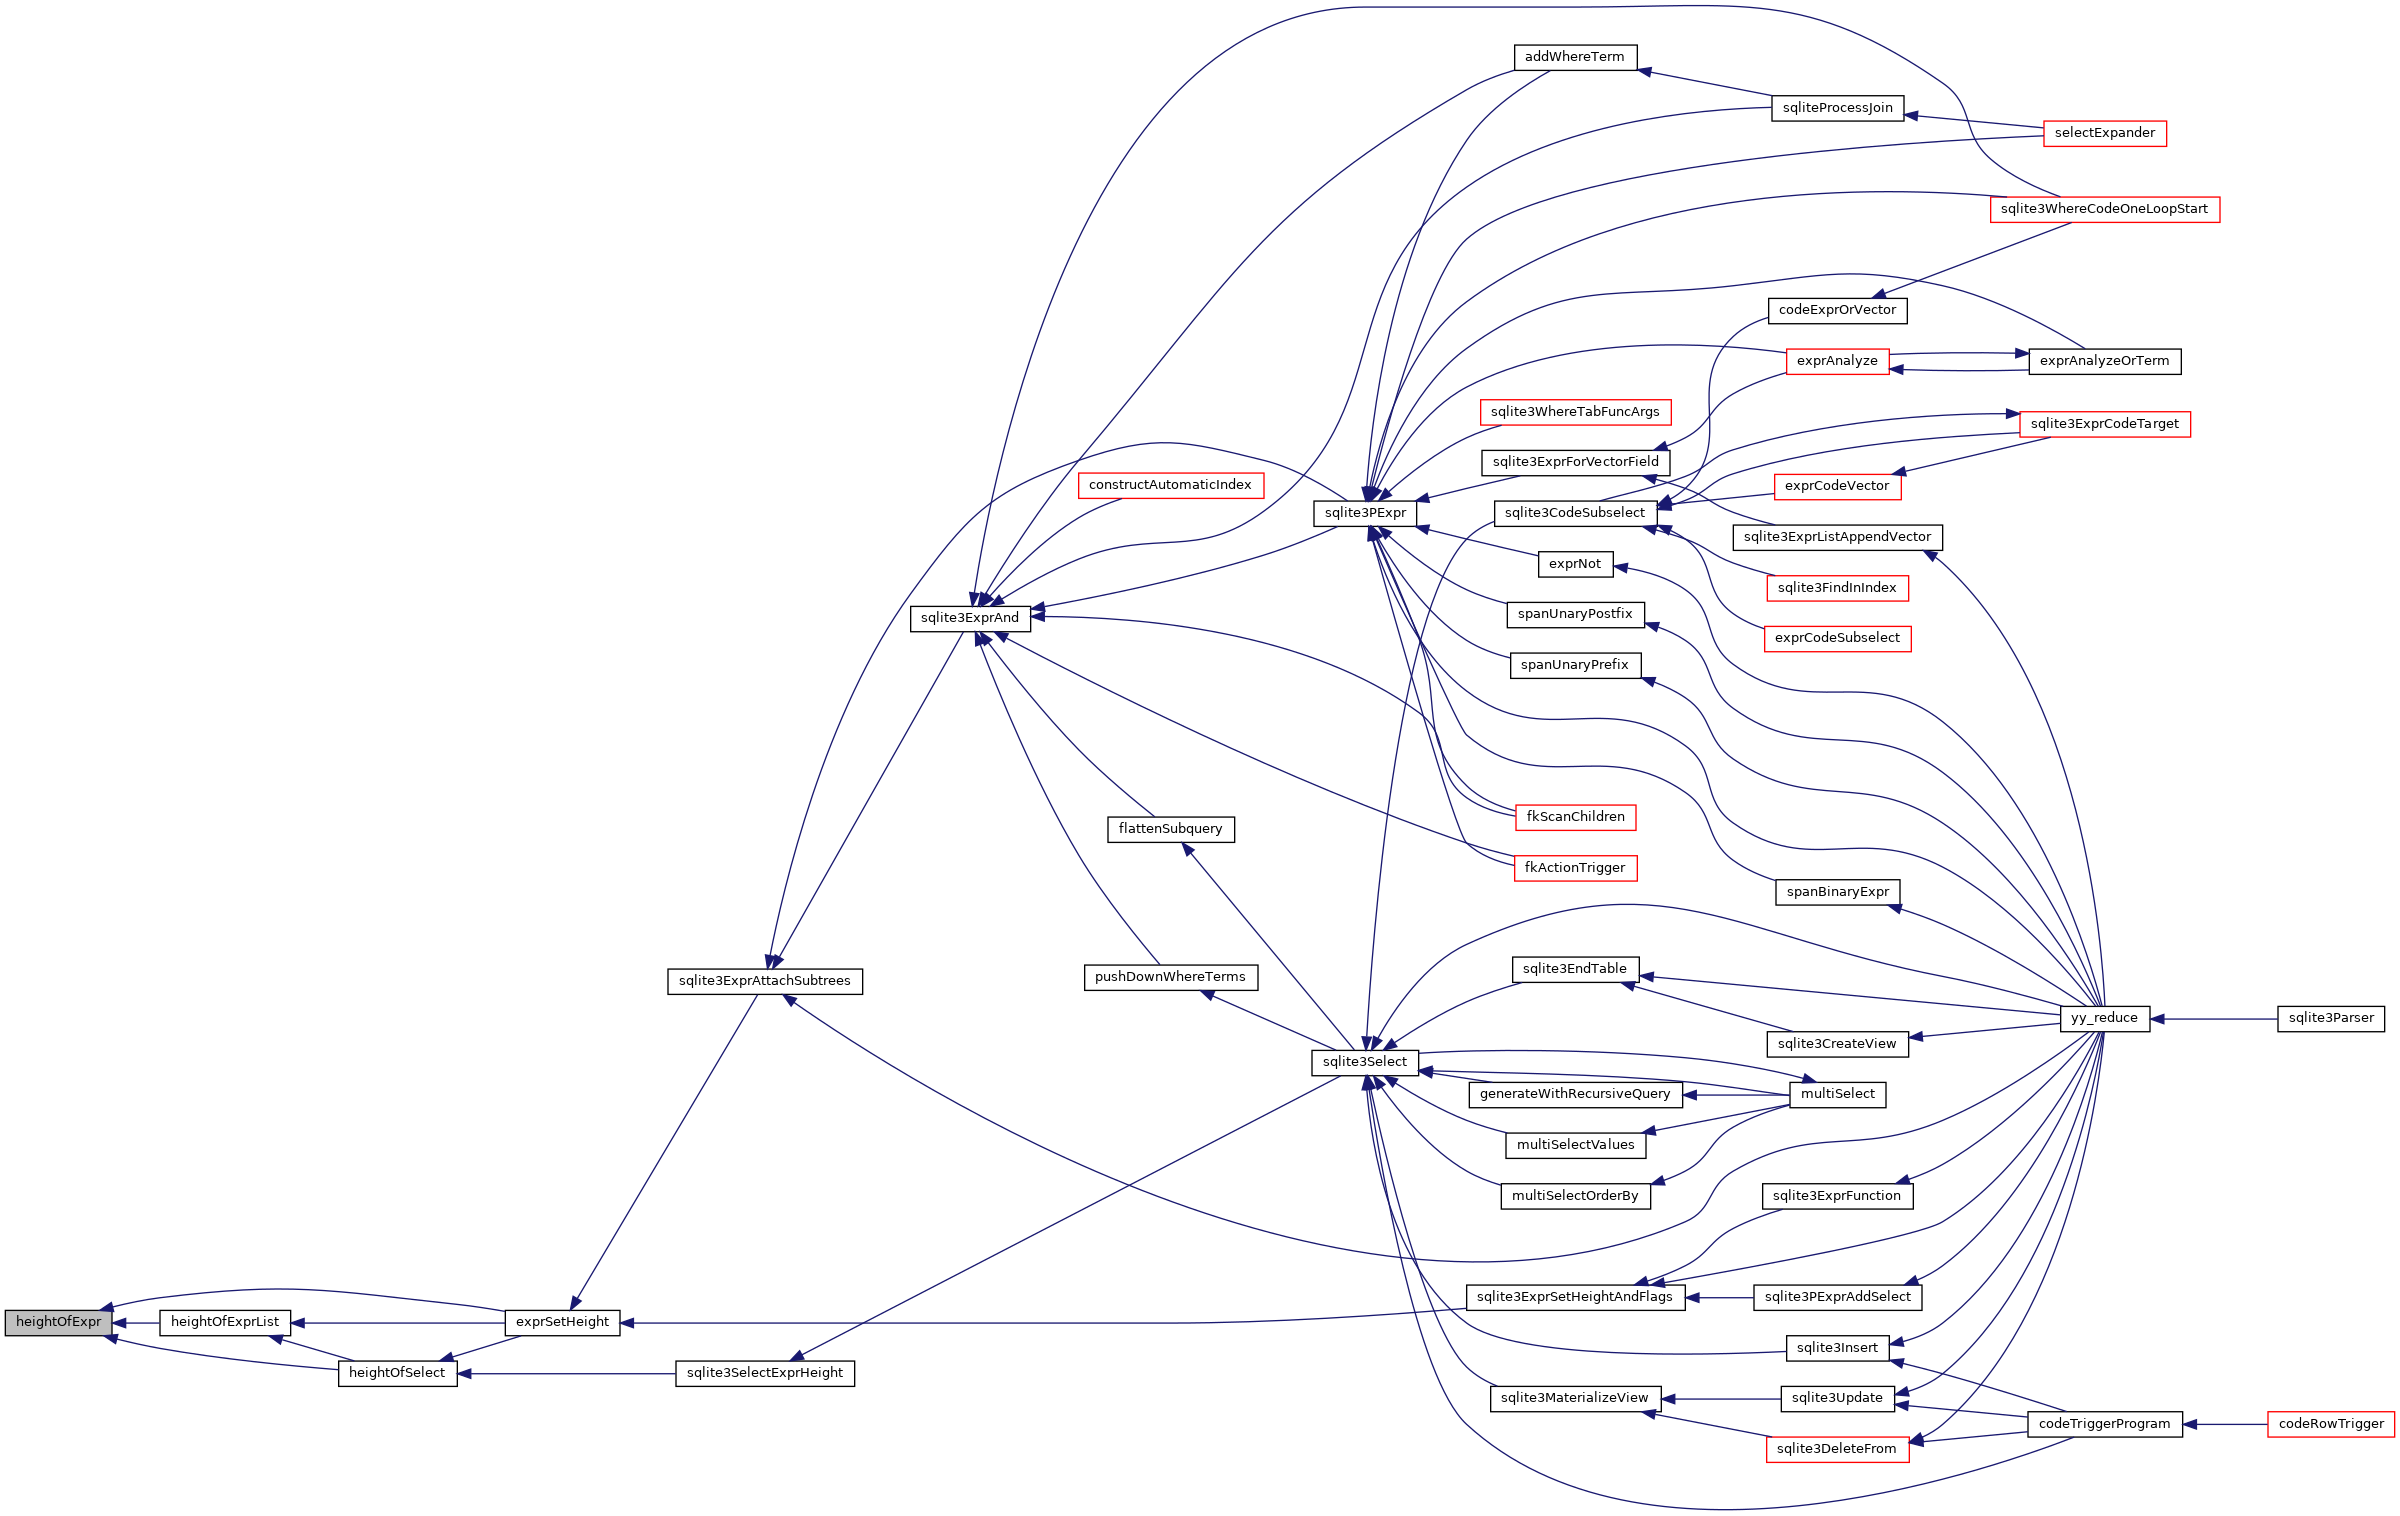 addWhereTerm
sqliteProcessJoin
selectExpander
sqlite3WhereCodeOneLoopStart
codeExprOrVector
exprAnalyze
exprAnalyzeOrTerm
sqlite3WhereTabFuncArgs
sqlite3ExprCodeTarget
sqlite3ExprForVectorField
constructAutomaticIndex
exprCodeVector
sqlite3PExpr
sqlite3CodeSubselect
sqlite3ExprListAppendVector
exprNot
sqlite3FindInIndex
sqlite3ExprAnd
spanUnaryPostfix
exprCodeSubselect
spanUnaryPrefix
fkScanChildren
flattenSubquery
fkActionTrigger
spanBinaryExpr
sqlite3EndTable
pushDownWhereTerms
sqlite3ExprAttachSubtrees
yy_reduce
sqlite3Parser
sqlite3CreateView
sqlite3Select
generateWithRecursiveQuery
multiSelect
multiSelectValues
multiSelectOrderBy
sqlite3ExprFunction
sqlite3ExprSetHeightAndFlags
sqlite3PExprAddSelect
heightOfExpr
heightOfExprList
exprSetHeight
sqlite3Insert
heightOfSelect
sqlite3SelectExprHeight
sqlite3MaterializeView
sqlite3Update
codeTriggerProgram
codeRowTrigger
sqlite3DeleteFrom